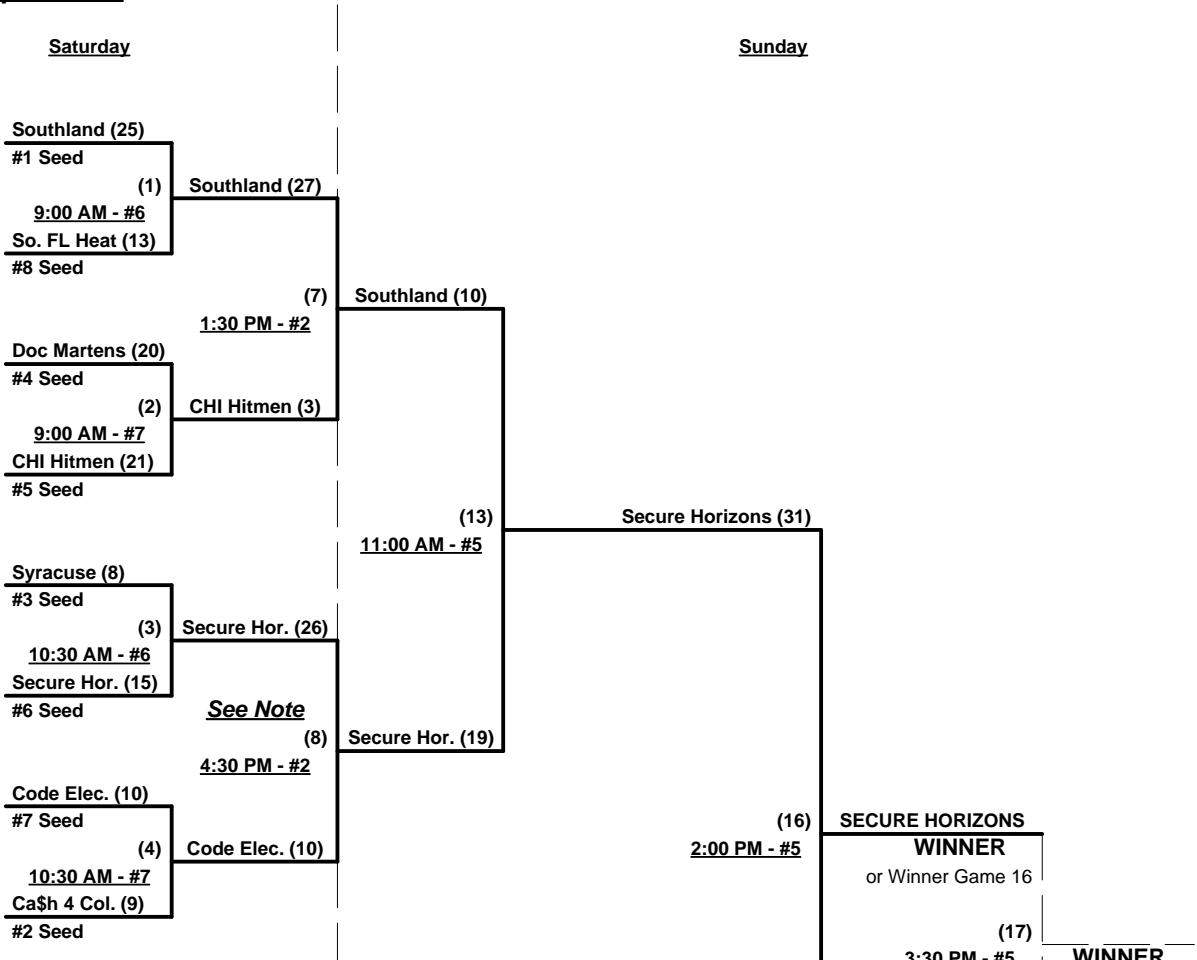 Saturday
Sunday
Southland (25)
#1 Seed
(1)
Southland (27)
9:00 AM - #6
So. FL Heat (13)
#8 Seed
(7)
Southland (10)
1:30 PM - #2
Doc Martens (20)
#4 Seed
(2)
CHI Hitmen (3)
9:00 AM - #7
CHI Hitmen (21)
#5 Seed
(13)
Secure Horizons (31)
11:00 AM - #5
Syracuse (8)
#3 Seed
(3)
Secure Hor. (26)
10:30 AM - #6
Secure Hor. (15)
#6 Seed
See Note
(8)
Secure Hor. (19)
4:30 PM - #2
Code Elec. (10)
#7 Seed
(16)
SECURE HORIZONS
(4)
Code Elec. (10)
2:00 PM - #5
WINNER
10:30 AM - #7
or Winner Game 16
Ca$h 4 Col. (9)
#2 Seed
(17)
3:30 PM - #5
WINNER